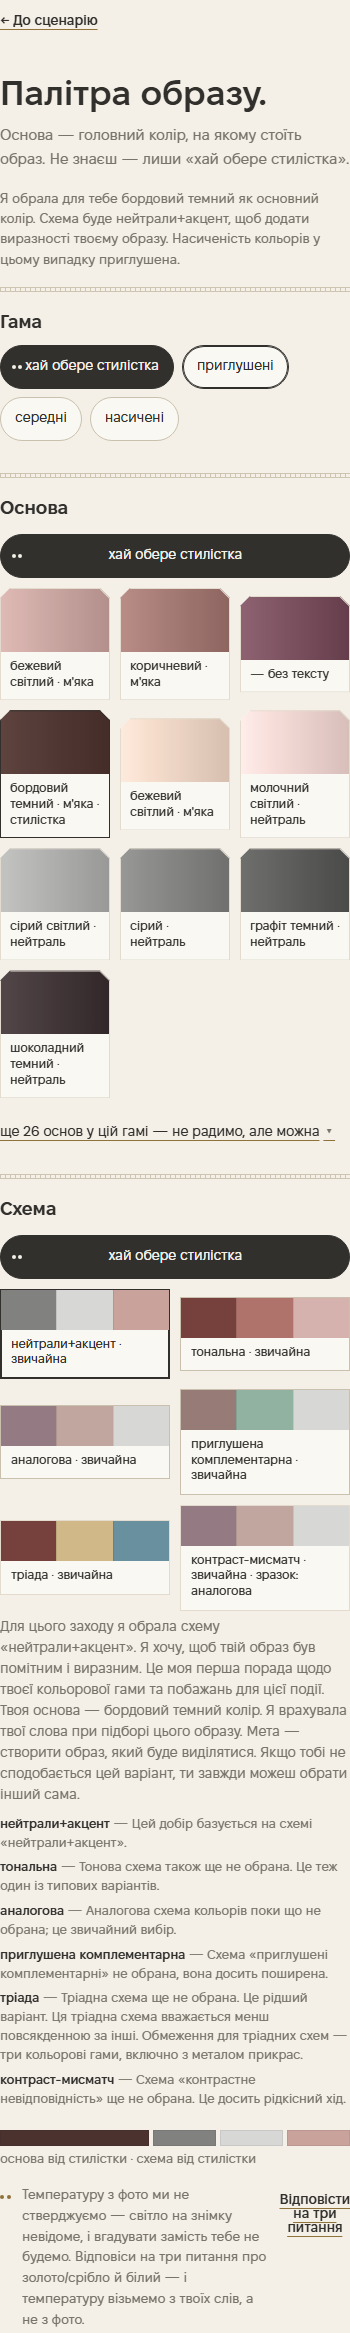 ← До сценарію
Палітра образу.
Основа — головний колір, на якому стоїть
образ. Не знаєш — лиши «хай обере стилістка».
Я обрала для тебе бордовий темний як основний
колір. Схема буде нейтрали+акцент, щоб додати
виразності твоєму образу. Насиченість кольорів у
цьому випадку приглушена.
Гама
хай обере стилістка
приглушені
середні
насичені
Основа
хай обере стилістка
бежевий
світлий · м'яка
коричневий ·
м'яка
— без тексту
бордовий
темний · м'яка ·
стилістка
бежевий
світлий · м'яка
молочний
світлий ·
нейтраль
сірий світлий ·
нейтраль
сірий ·
нейтраль
графіт темний ·
нейтраль
шоколадний
темний ·
нейтраль
ще 26 основ у цій гамі — не радимо, але можна ▾
Схема
хай обере стилістка
нейтрали+акцент ·
звичайна
тональна · звичайна
аналогова · звичайна
приглушена
комплементарна ·
звичайна
тріада · звичайна
контраст-мисматч ·
звичайна · зразок:
аналогова
Для цього заходу я обрала схему
«нейтрали+акцент». Я хочу, щоб твій образ був
помітним і виразним. Це моя перша порада щодо
твоєї кольорової гами та побажань для цієї події.
Твоя основа — бордовий темний колір. Я врахувала
твої слова при підборі цього образу. Мета —
створити образ, який буде виділятися. Якщо тобі не
сподобається цей варіант, ти завжди можеш обрати
інший сама.
нейтрали+акцент — Цей добір базується на схемі
«нейтрали+акцент».
тональна — Тонова схема також ще не обрана. Це теж
один із типових варіантів.
аналогова — Аналогова схема кольорів поки що не
обрана; це звичайний вибір.
приглушена комплементарна — Схема «приглушені
комплементарні» не обрана, вона досить поширена.
тріада — Тріадна схема ще не обрана. Це рідший
варіант. Ця тріадна схема вважається менш
повсякденною за інші. Обмеження для тріадних схем —
три кольорові гами, включно з металом прикрас.
контраст-мисматч — Схема «контрастне
невідповідність» ще не обрана. Це досить рідкісний хід.
основа від стилістки · схема від стилістки
Температуру з фото ми не
стверджуємо — світло на знімку
невідоме, і вгадувати замість тебе не
будемо. Відповіси на три питання про
золото/срібло й білий — і
температуру візьмемо з твоїх слів, а
не з фото.
Відповісти
на три
питання